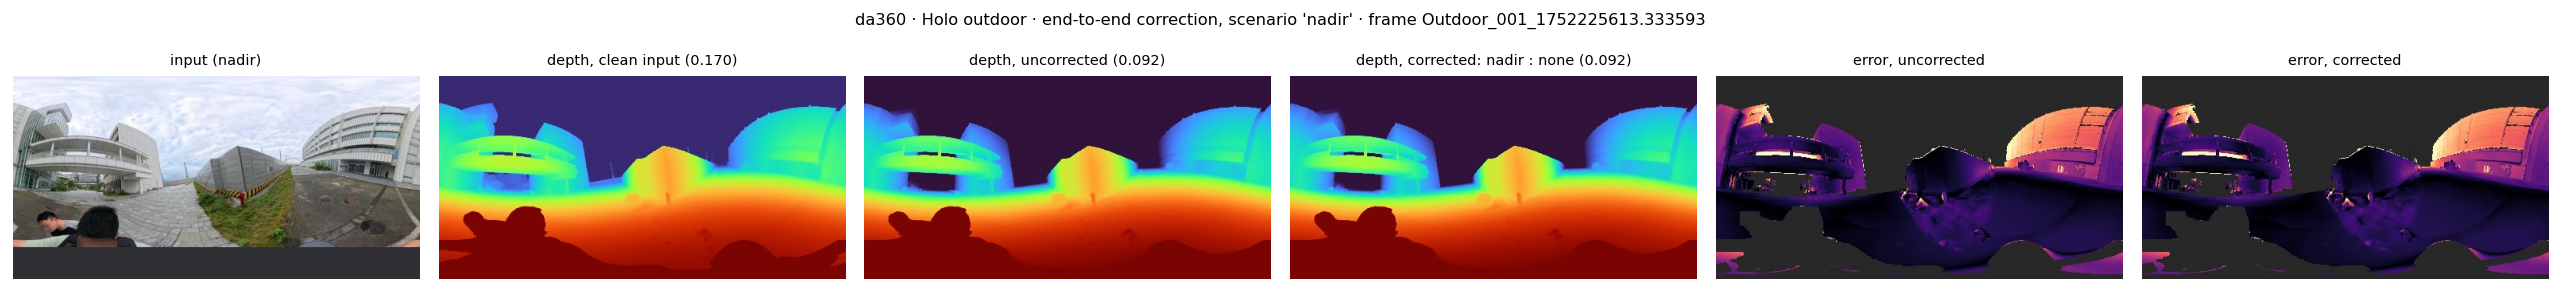 da360 · Holo outdoor · end-to-end correction, scenario 'nadir' · frame Outdoor_001_1752225613.333593
input (nadir)
depth, clean input (0.170)
depth, uncorrected (0.092)
depth, corrected: nadir : none (0.092)
error, uncorrected
error, corrected